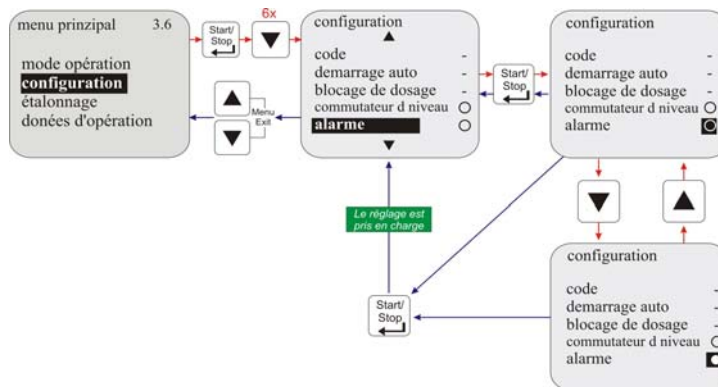 menu prinzipal 3.6
mode opération
configuration
étalonnage
donées d'opération
Start/
Stop
6x
Menu
Exit
configuration
code -
demarrage auto -
blocage de dosage -
commutateur d niveau
alarme
Start/
Stop
configuration
code -
demarrage auto -
blocage de dosage -
commutateur d niveau
alarme
Le réglage est
pris en charge
Start/
Stop
configuration
code -
demarrage auto -
blocage de dosage -
commutateur d niveau
alarme